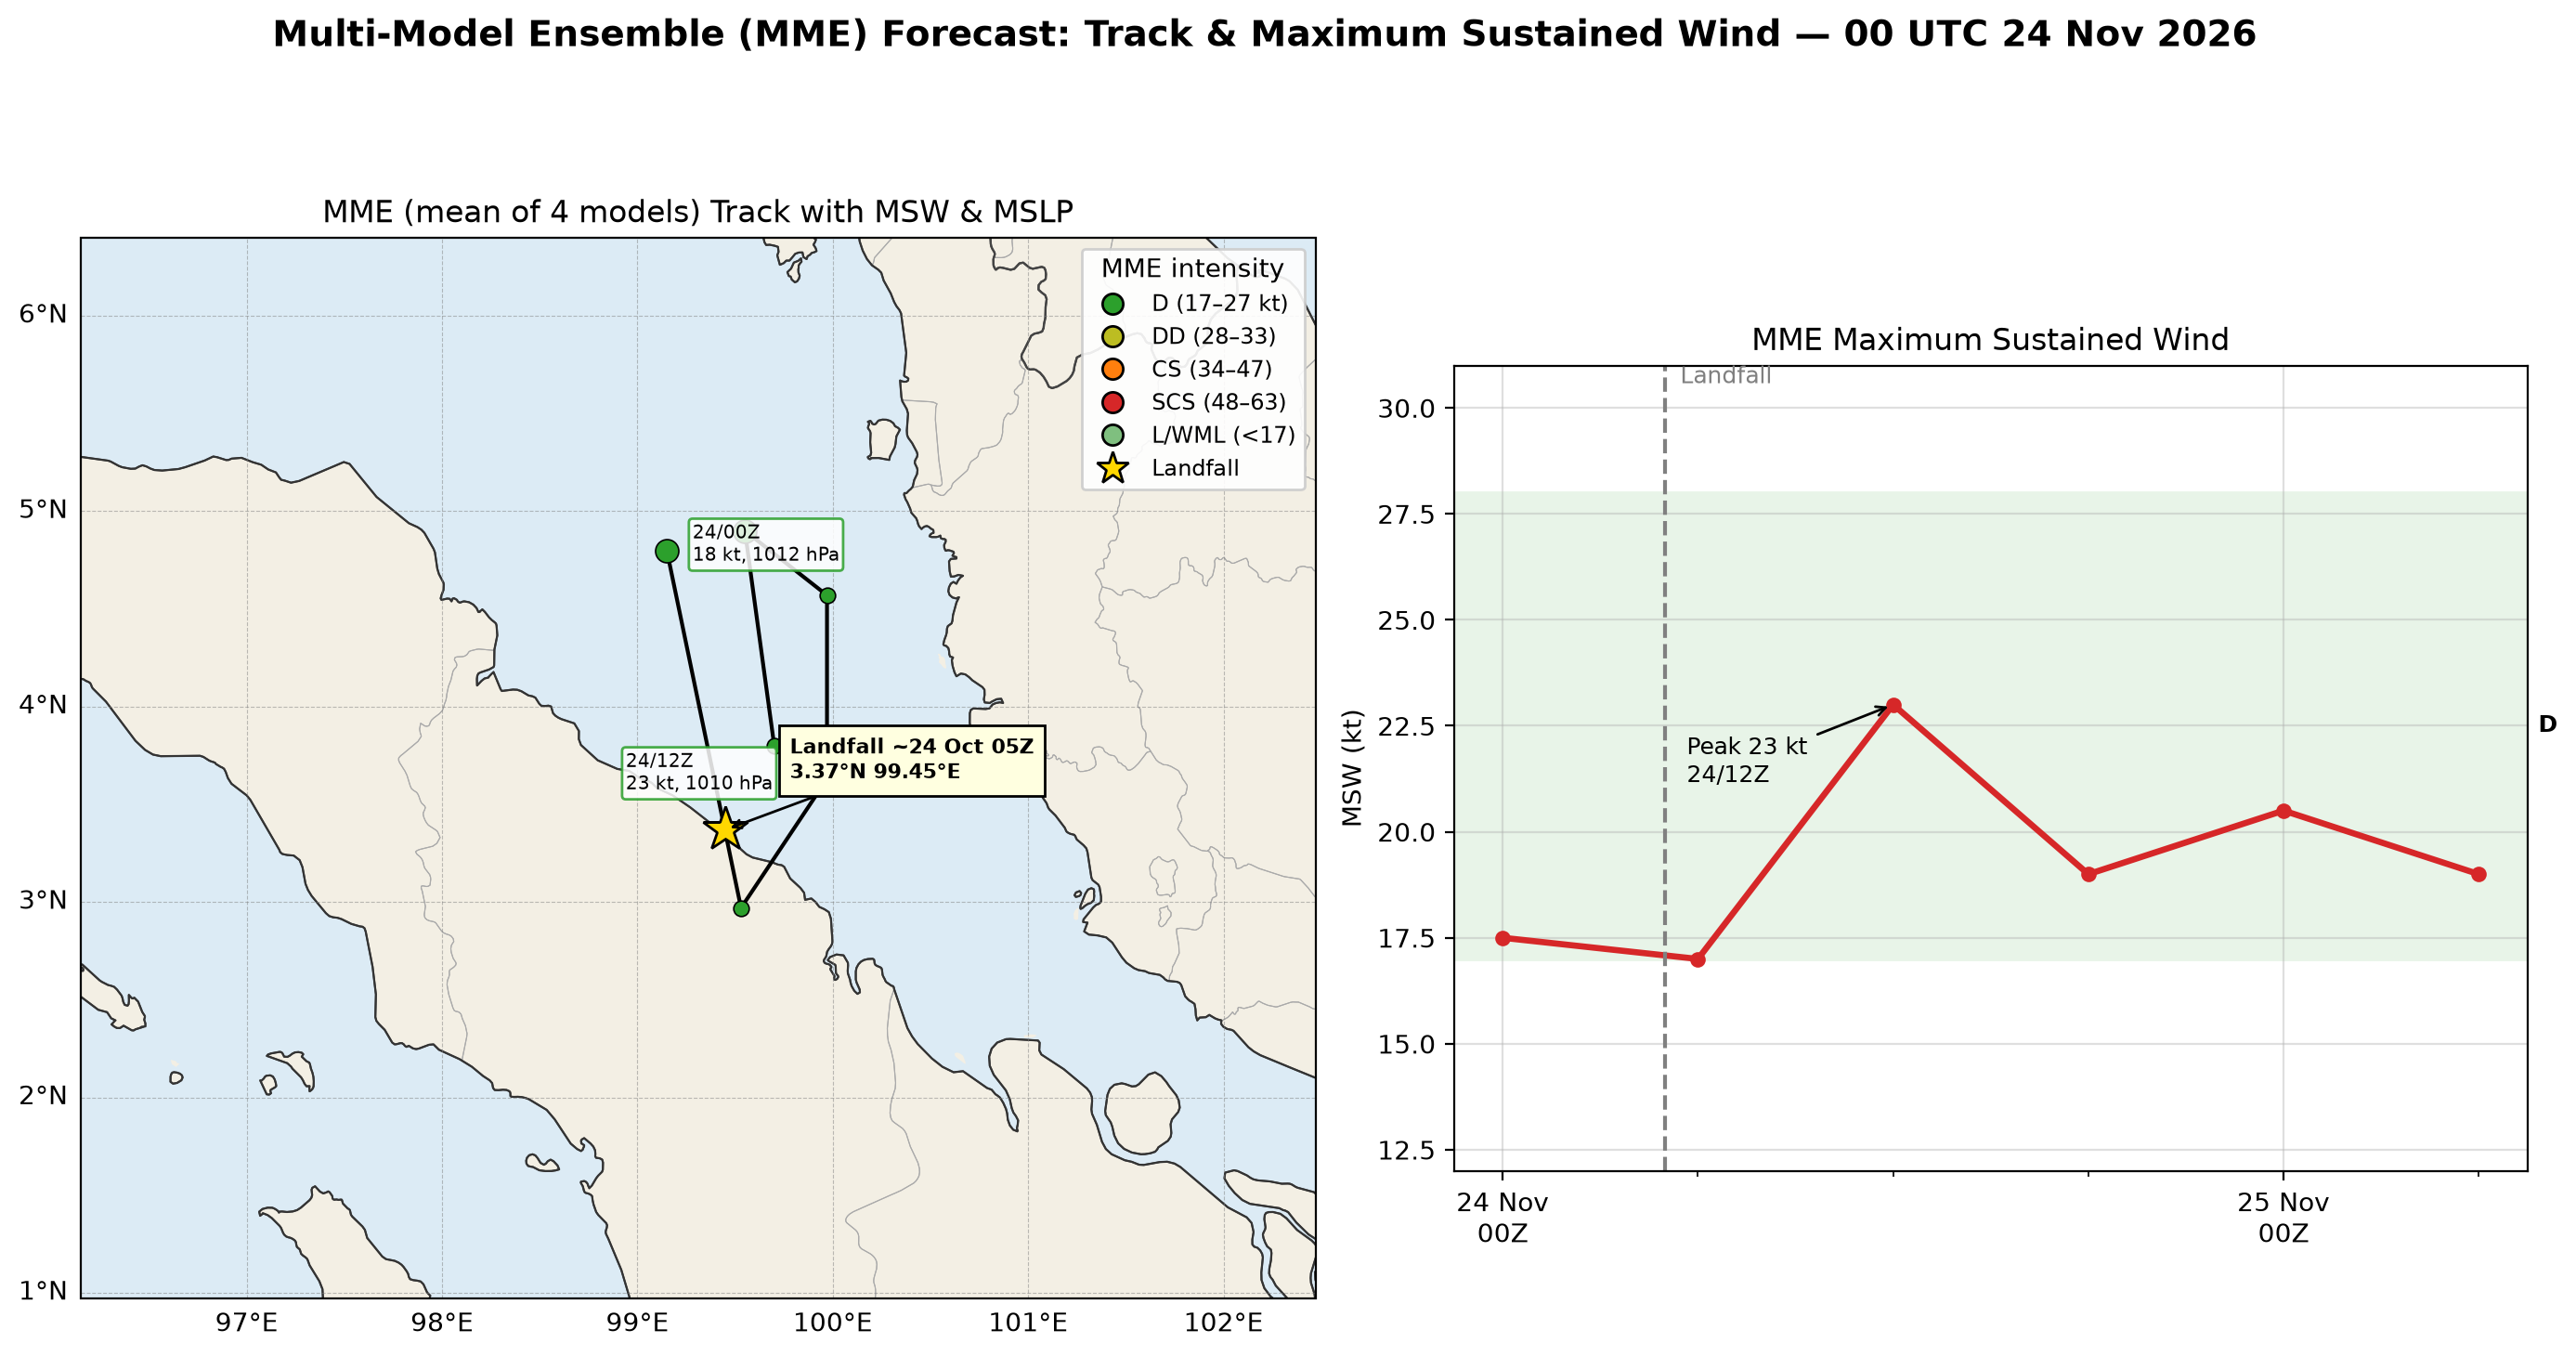 Multi-Model Ensemble (MME) Forecast: Track & Maximum Sustained Wind — 00 UTC 24 Nov 2026
MME (mean of 4 models) Track with MSW & MSLP
6°N
5°N
4°N
3°N
2°N
1°N
97°E
98°E
99°E
100°E
101°E
102°E
MME intensity
D (17–27 kt)
DD (28–33)
CS (34–47)
SCS (48–63)
L/WML (<17)
Landfall
24/00Z
18 kt, 1012 hPa
24/12Z
23 kt, 1010 hPa
Landfall ~24 Oct 05Z
3.37°N 99.45°E
MME Maximum Sustained Wind
MSW (kt)
30.0
27.5
25.0
22.5
20.0
17.5
15.0
12.5
Landfall
Peak 23 kt
24/12Z
D
24 Nov
00Z
25 Nov
00Z